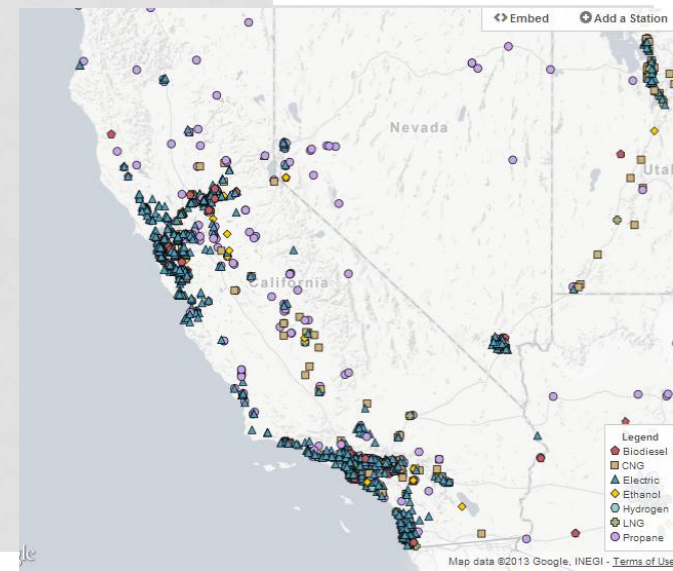 <> Embed
Add a Station
Nevada
Utah
California
Legend
Biodiesel
CNG
Electric
Ethanol
Hydrogen
LNG
Propane
Map data ©2013 Google, INEGI - Terms of Use